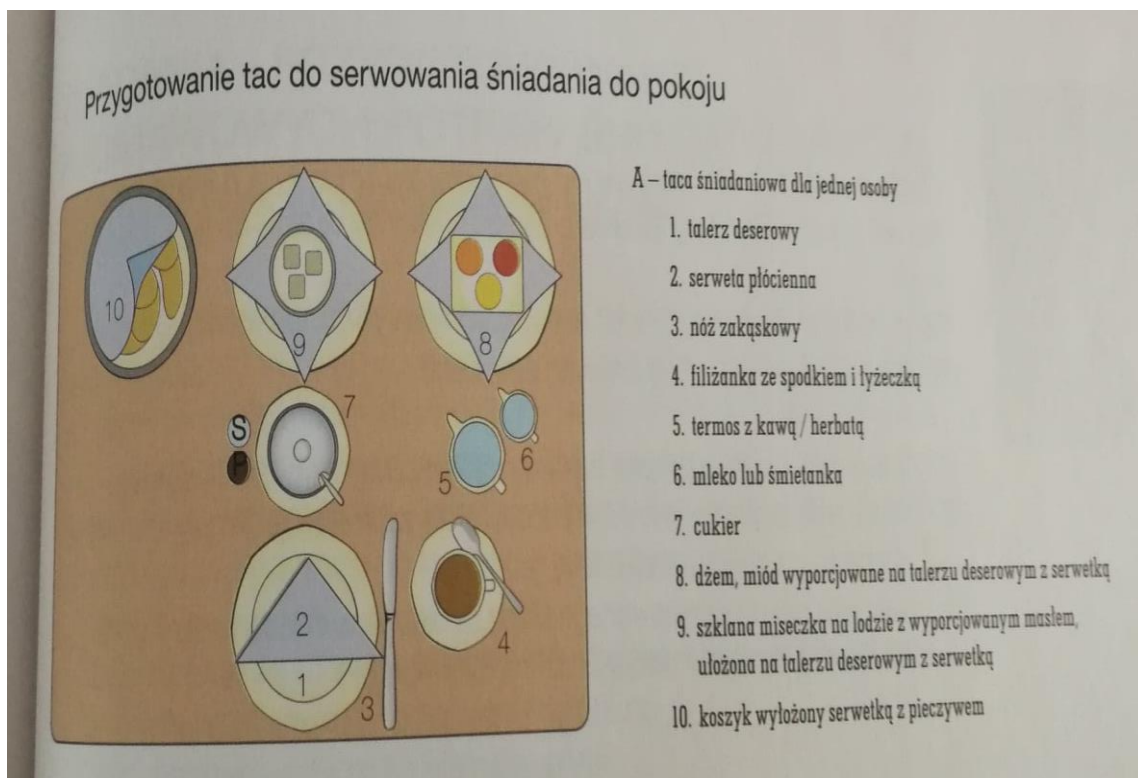 Przygotowanie tac do serwowania śniadania do pokoju
A – taca śniadaniowa dla jednej osoby
1. talerz deserowy
2. serweta płócienna
3. nóż zakąskowy
4. filiżanka ze spodkiem i łyżeczką
5. termos z kawą / herbatą
6. mleko lub śmietanka
7. cukier
8. dżem, miód wyporcjowane na talerzu deserowym z serwetką
9. szklana miseczka na lodzie z wyporcjowanym masłem,
ułożona na talerzu deserowym z serwetką
10. koszyk wyłożony serwetką z pieczywem
10
9
8
7
S
P
5
6
2
1
3
4